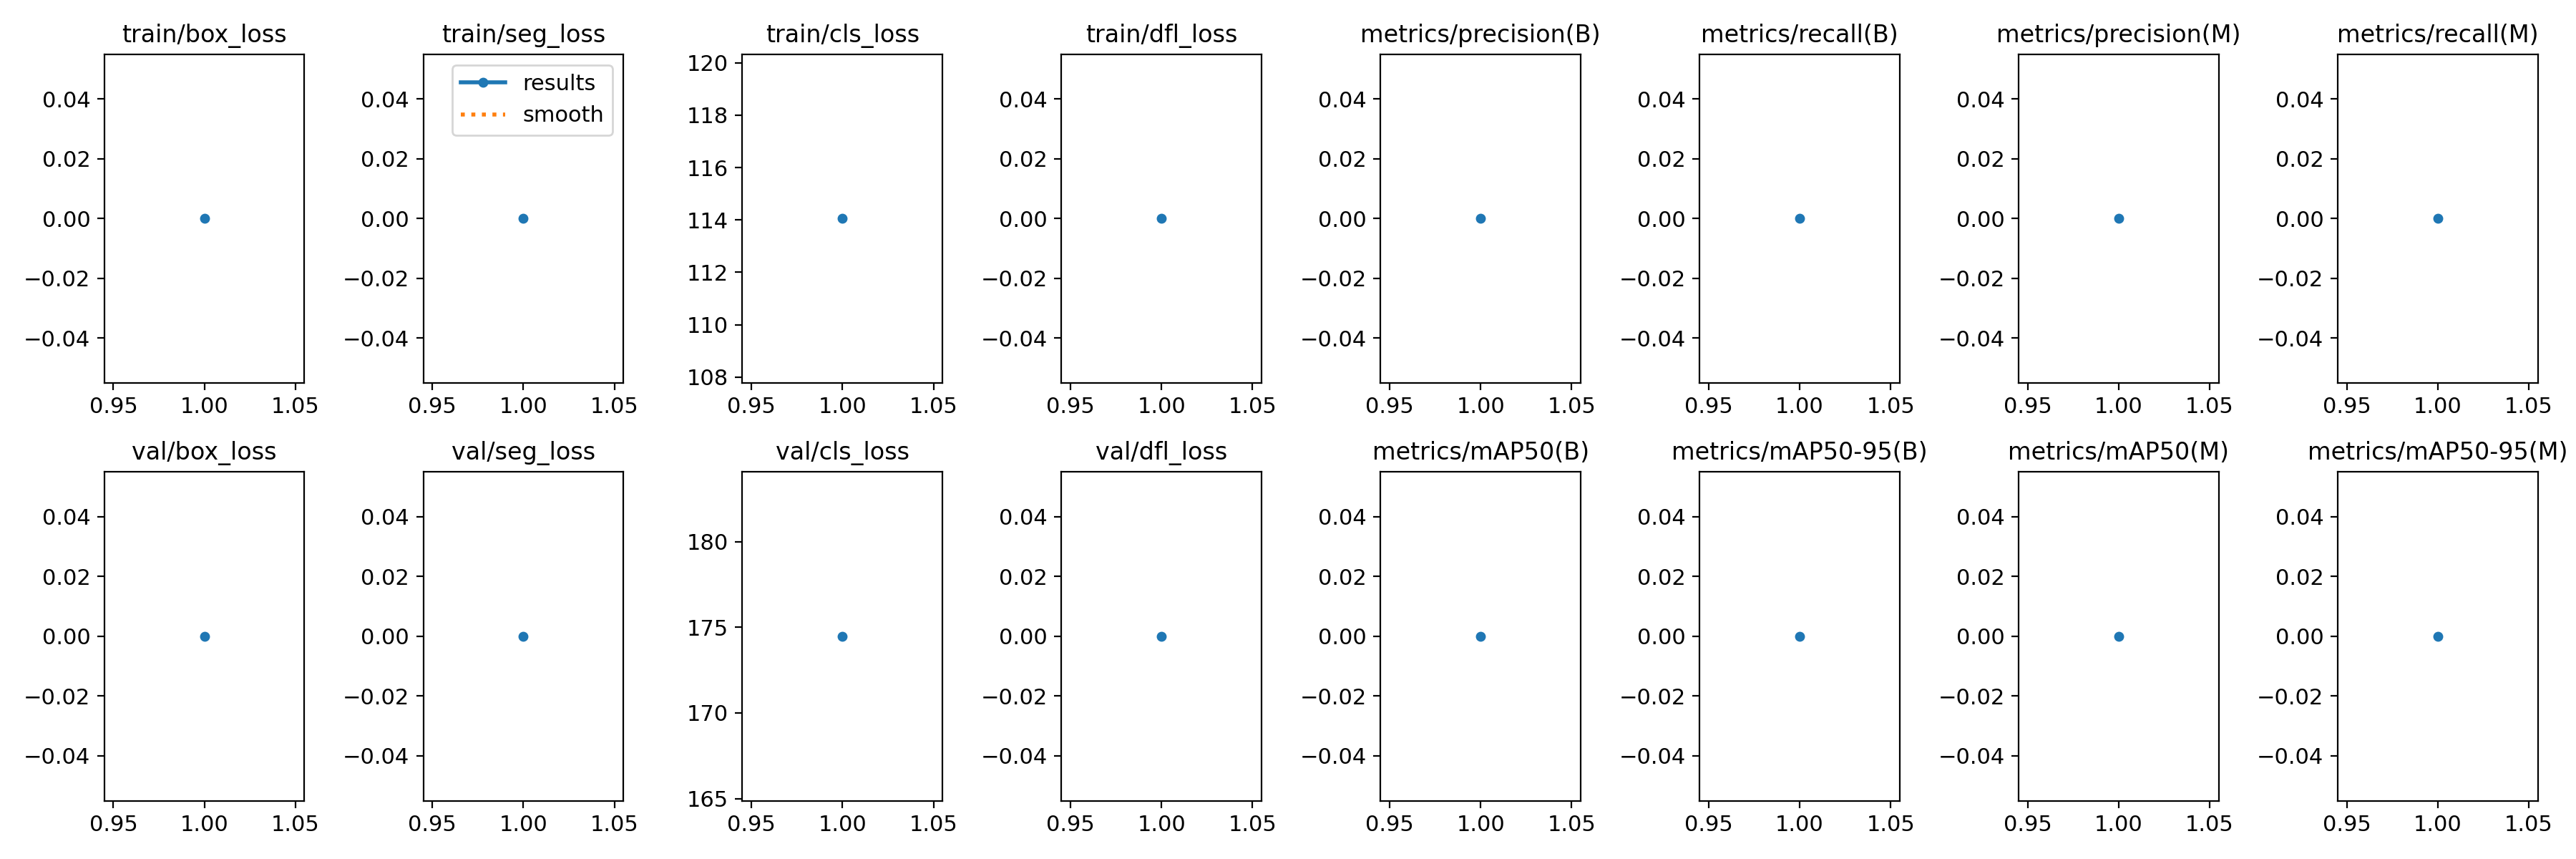 train/box_loss
0.04
0.02
0.00
−0.02
−0.04
0.95 1.00 1.05
train/seg_loss
results
smooth
0.04
0.02
0.00
−0.02
−0.04
0.95 1.00 1.05
train/cls_loss
120
118
116
114
112
110
108
0.95 1.00 1.05
train/dfl_loss
0.04
0.02
0.00
−0.02
−0.04
0.95 1.00 1.05
metrics/precision(B)
0.04
0.02
0.00
−0.02
−0.04
0.95 1.00 1.05
metrics/recall(B)
0.04
0.02
0.00
−0.02
−0.04
0.95 1.00 1.05
metrics/precision(M)
0.04
0.02
0.00
−0.02
−0.04
0.95 1.00 1.05
metrics/recall(M)
0.04
0.02
0.00
−0.02
−0.04
0.95 1.00 1.05
val/box_loss
0.04
0.02
0.00
−0.02
−0.04
0.95 1.00 1.05
val/seg_loss
0.04
0.02
0.00
−0.02
−0.04
0.95 1.00 1.05
val/cls_loss
180
175
170
165
0.95 1.00 1.05
val/dfl_loss
0.04
0.02
0.00
−0.02
−0.04
0.95 1.00 1.05
metrics/mAP50(B)
0.04
0.02
0.00
−0.02
−0.04
0.95 1.00 1.05
metrics/mAP50-95(B)
0.04
0.02
0.00
−0.02
−0.04
0.95 1.00 1.05
metrics/mAP50(M)
0.04
0.02
0.00
−0.02
−0.04
0.95 1.00 1.05
metrics/mAP50-95(M)
0.04
0.02
0.00
−0.02
−0.04
0.95 1.00 1.05